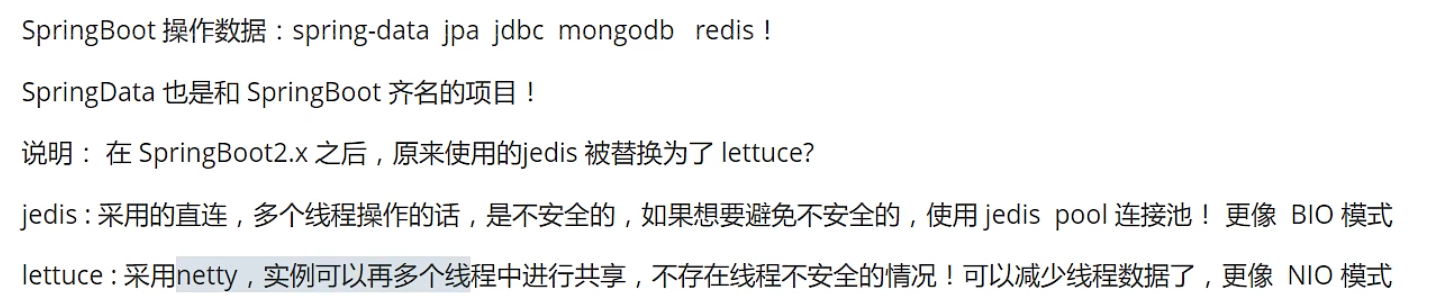 SpringBoot 操作数据：spring-data jpa jdbc mongodb redis！
SpringData 也是和 SpringBoot 齐名的项目！
说明： 在 SpringBoot2.x 之后，原来使用的jedis 被替换为了 lettuce?
jedis : 采用的直连，多个线程操作的话，是不安全的，如果想要避免不安全的，使用 jedis pool 连接池！ 更像 BIO 模式
lettuce : 采用netty，实例可以再多个线程中进行共享，不存在线程不安全的情况！可以减少线程数据了，更像 NIO 模式